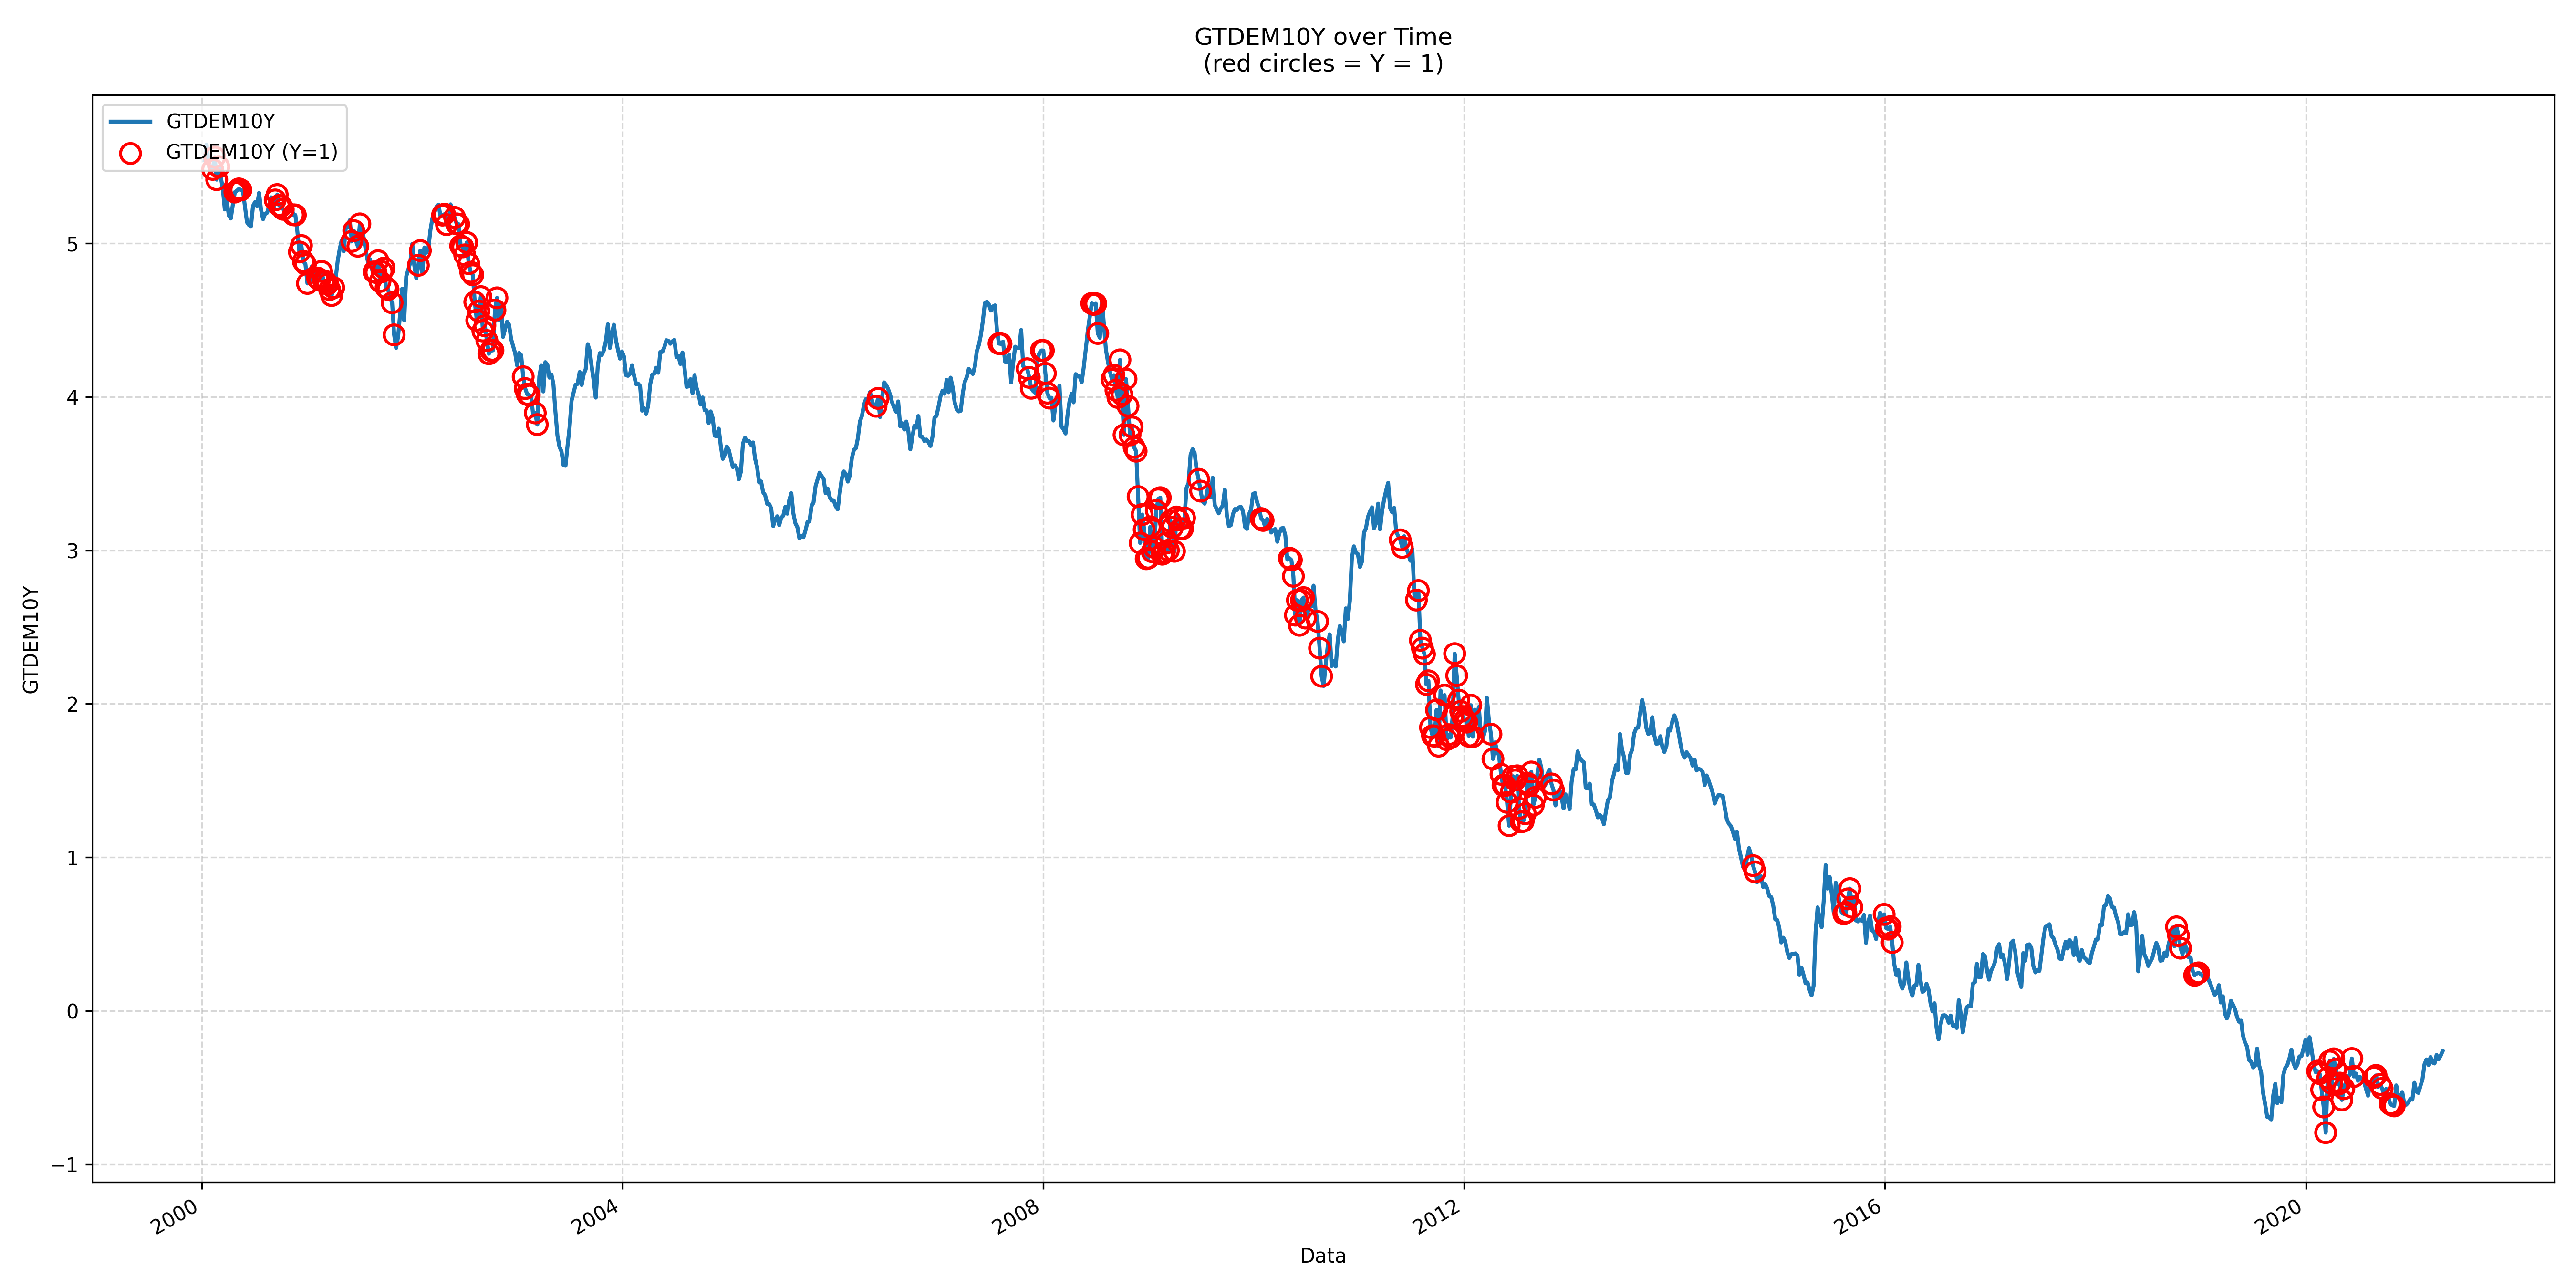 GTDEM10Y over Time
(red circles = Y = 1)
GTDEM10Y
GTDEM10Y (Y=1)
GTDEM10Y
5
4
3
2
1
0
−1
2000
2004
2008
2012
2016
2020
Data